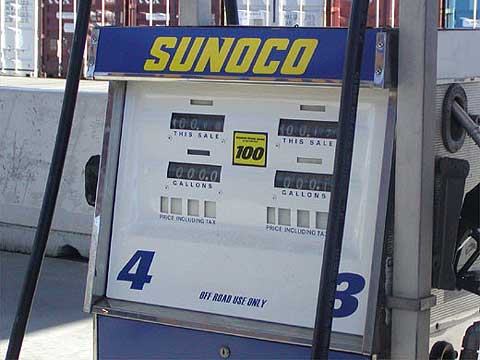 SUNOCO
THIS SALE
THIS SALE
100
GALLONS
GALLONS
PRICE INCLUDING TAX
PRICE INCLUDING TAX
4
OFF ROAD USE ONLY
3